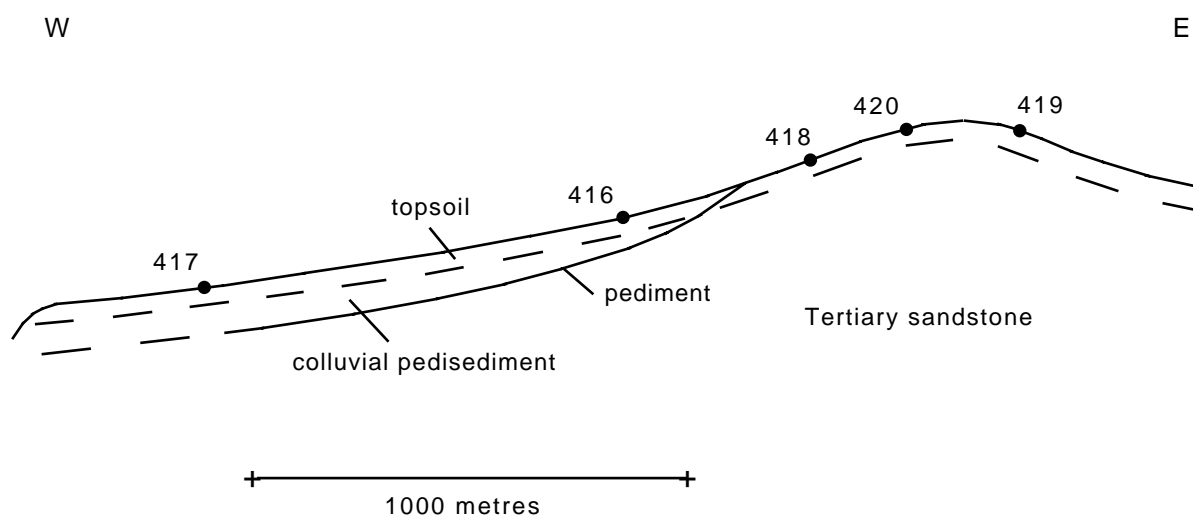 W
E
420
419
418
416
topsoil
417
pediment
Tertiary sandstone
colluvial pedisediment
1000 metres